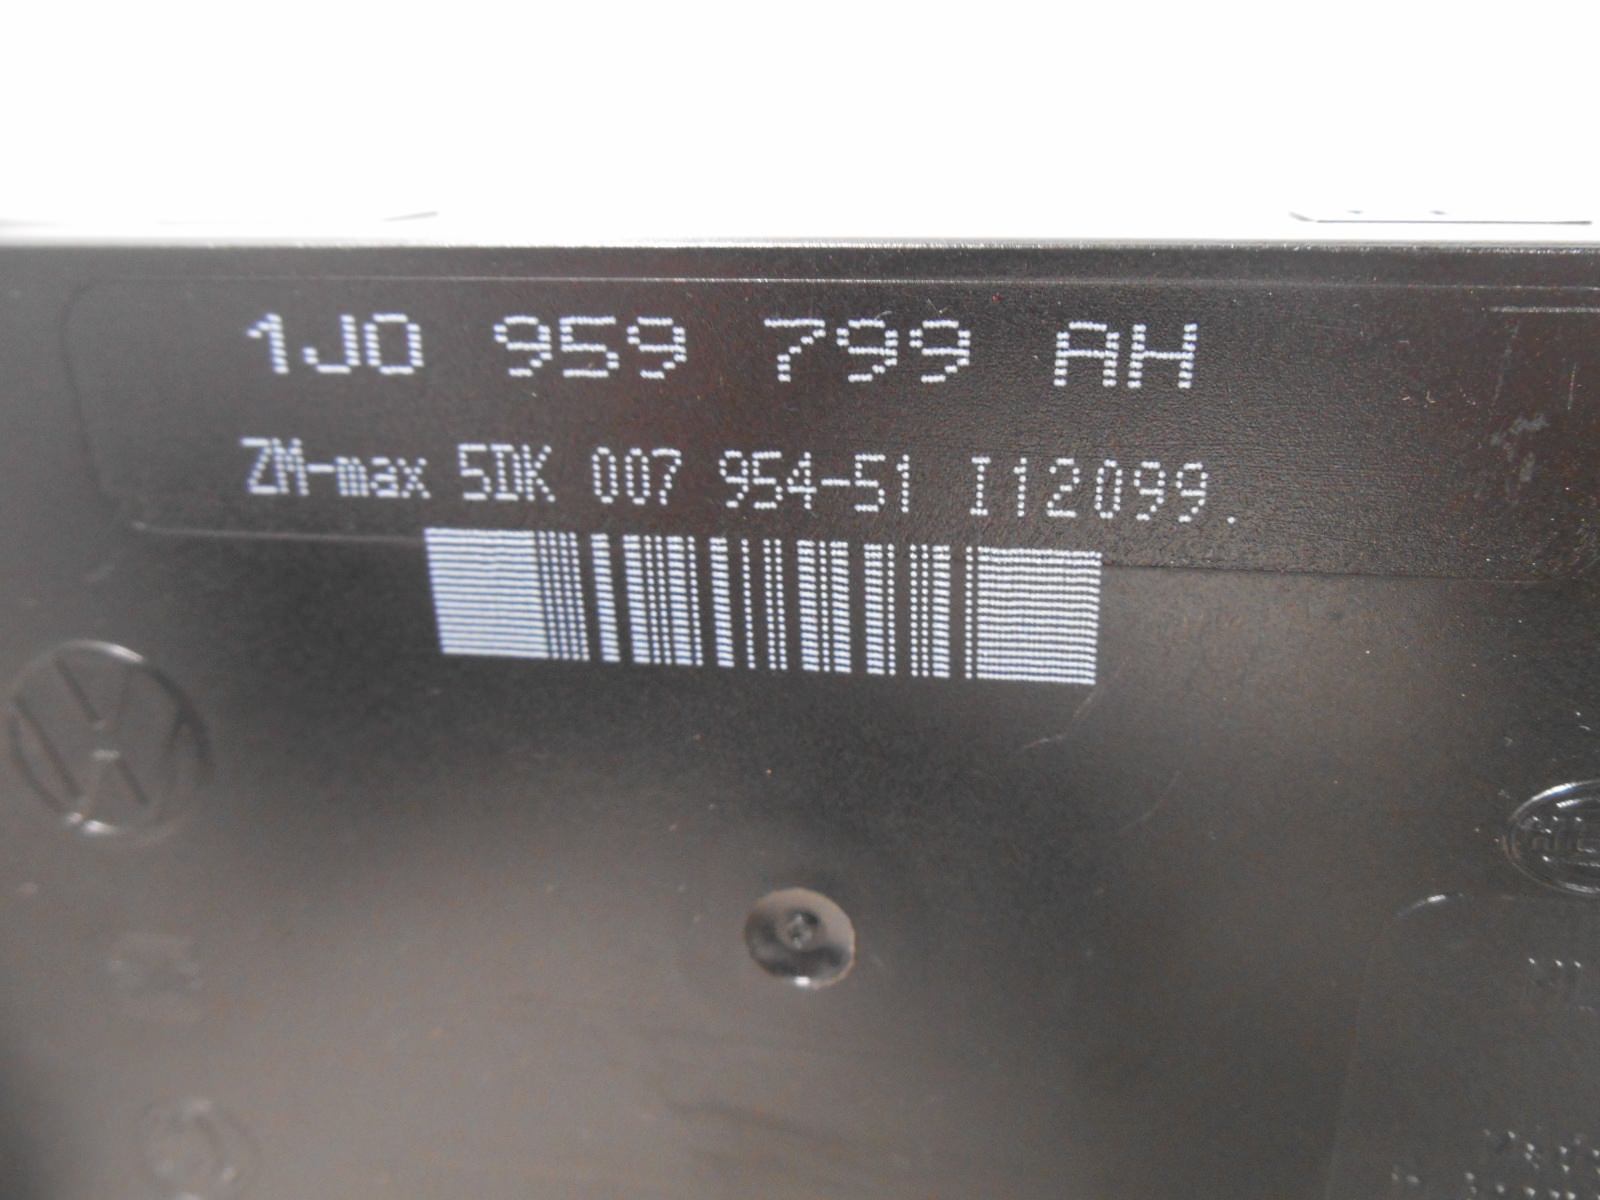 1J0 959 799 AH
ZM-max 5DK 007 954-51 I12099.